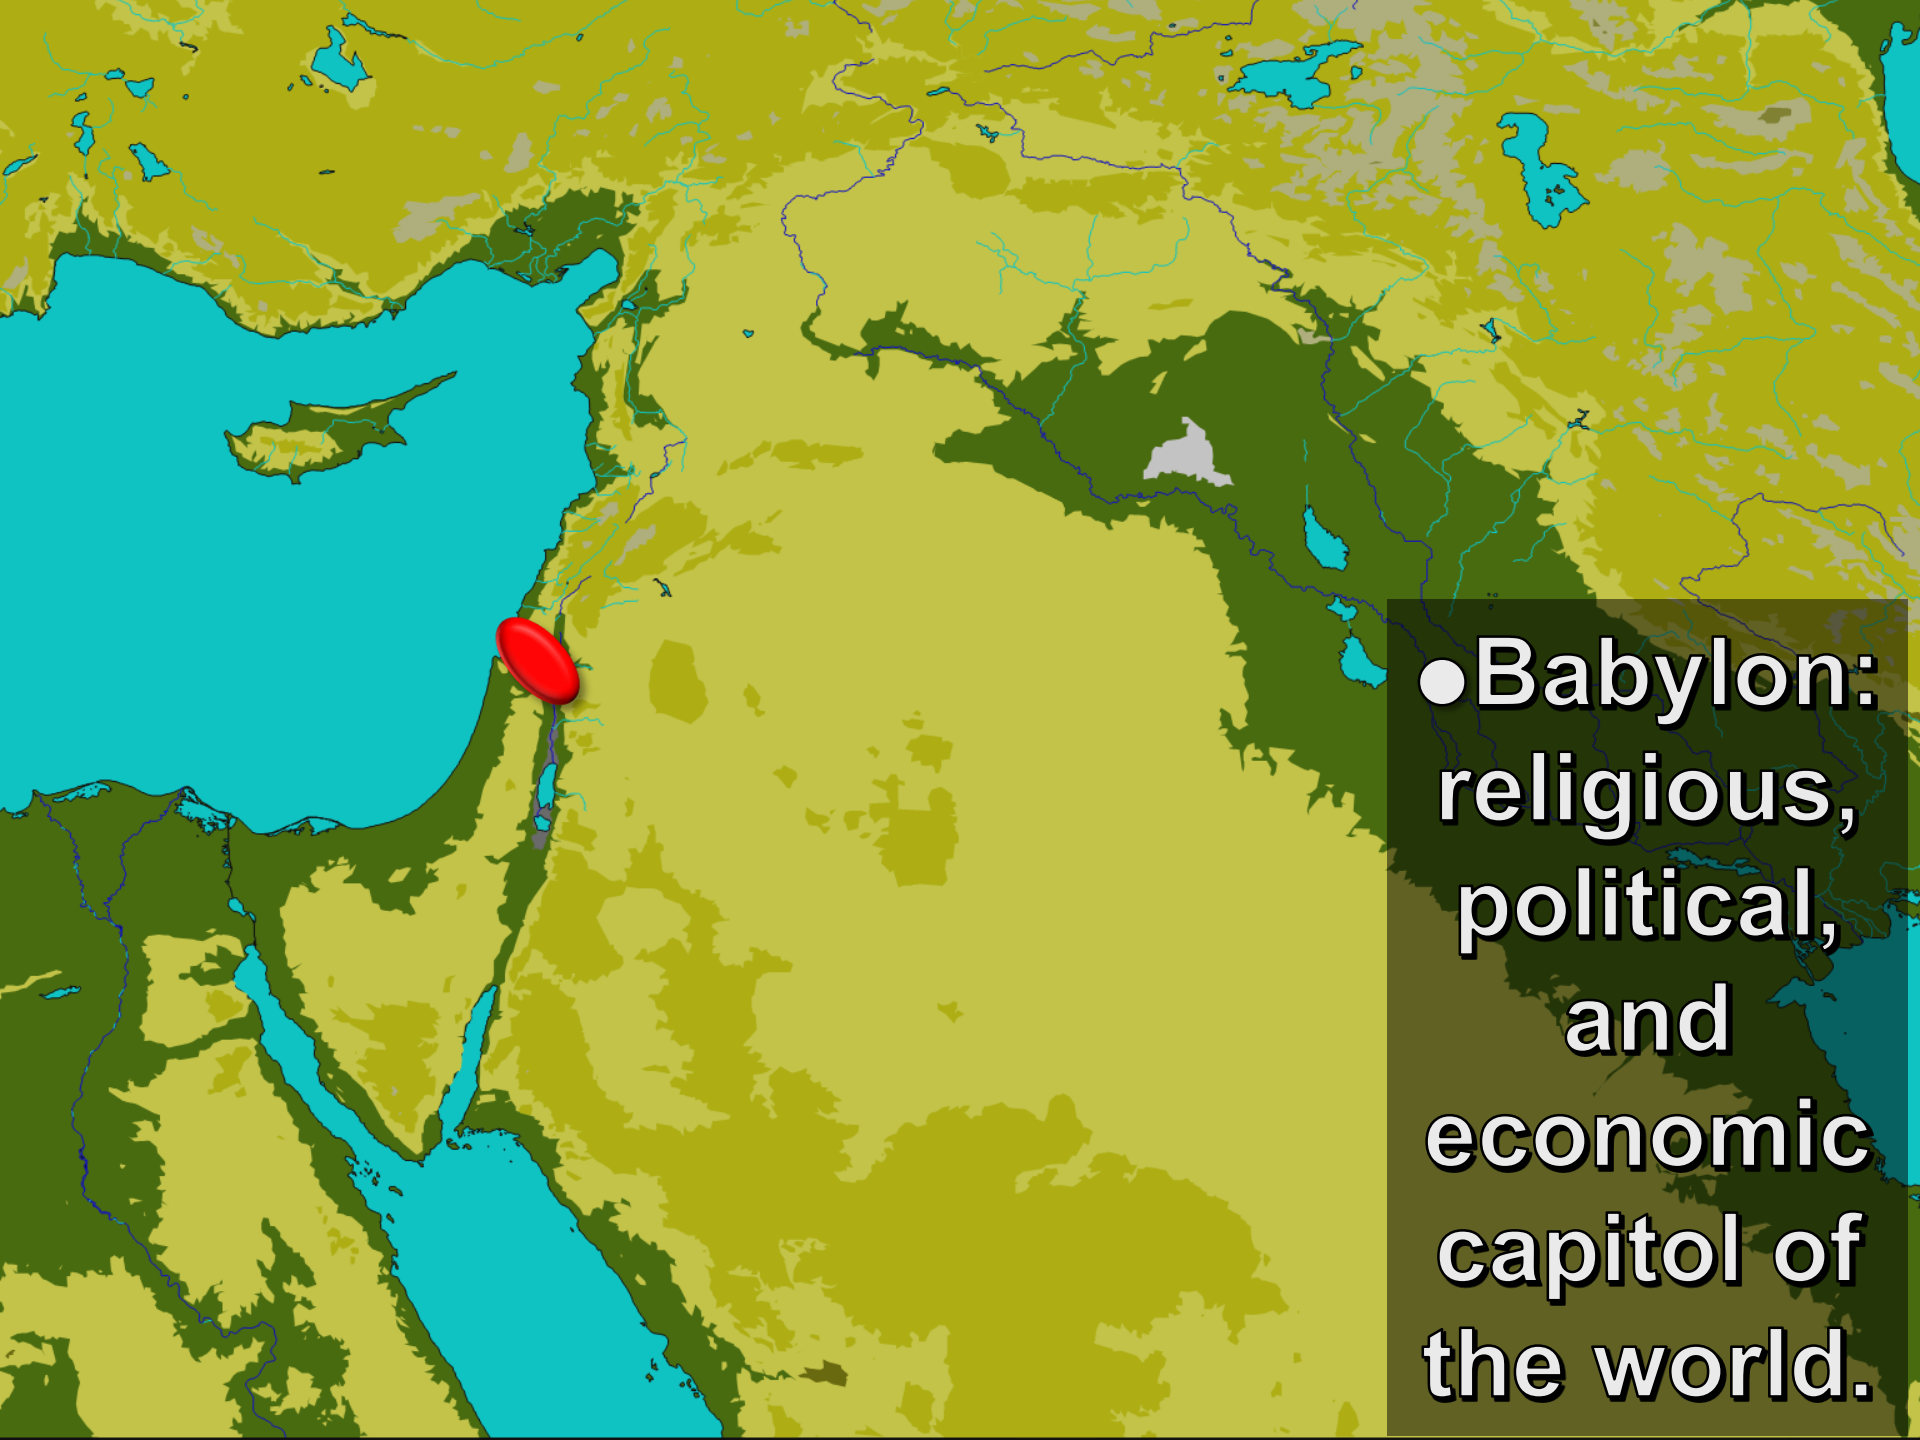 ●Babylon:
religious,
political,
and
economic
capitol of
the world.